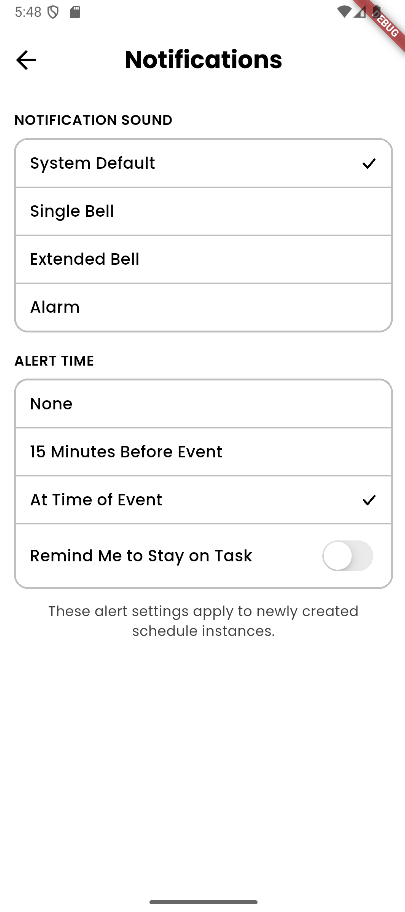 5:48
Notifications
NOTIFICATION SOUND
System Default
Single Bell
Extended Bell
Alarm
ALERT TIME
None
15 Minutes Before Event
At Time of Event
Remind Me to Stay on Task
These alert settings apply to newly created
schedule instances.